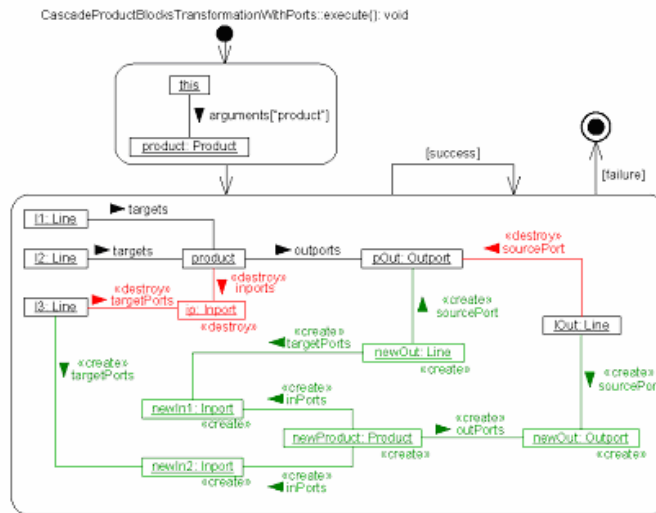 CascadeProductBlocksTransformationWithPorts::execute(): void
this
arguments["product"]
product: Product
[success]
[failure]
l1: Line
targets
l2: Line
targets
product
outports
pOut: Outport
«destroy»
sourcePort
«destroy»
inports
l3: Line
«destroy»
targetPorts
ip: Inport
«destroy»
lOut: Line
«create»
sourcePort
«create»
targetPorts
«create»
targetPorts
newOut: Line
«create»
«create»
sourcePort
newIn1: Inport
«create»
«create»
inPorts
newProduct: Product
«create»
«create»
outPorts
newOut: Outport
«create»
newIn2: Inport
«create»
«create»
inPorts